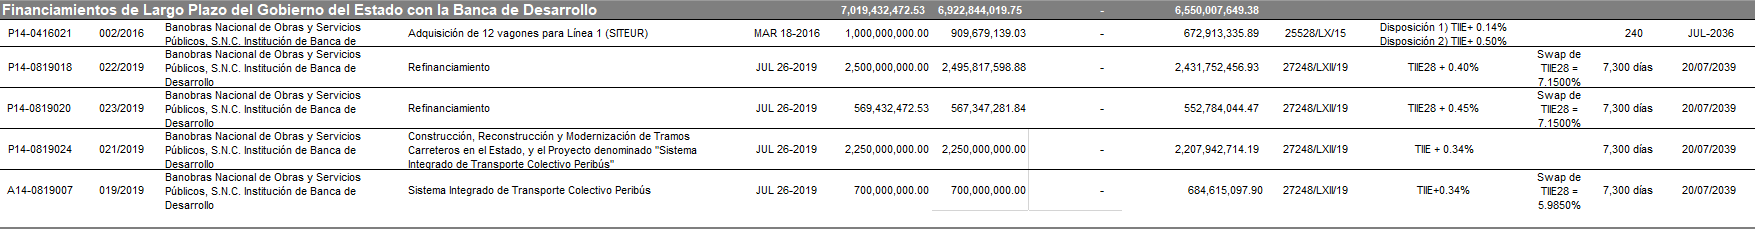 Financiamientos de Largo Plazo del Gobierno del Estado con la Banca de Desarrollo 7,019,432,472.53 6,922,844,019.75 - 6,550,007,649.38
P14-0416021 002/2016 Banobras Nacional de Obras y Servicios Públicos, S.N.C. Institución de Banca de Adquisición de 12 vagones para Línea 1 (SITEUR) MAR 18-2016 1,000,000,000.00 909,679,139.03 - 672,913,335.89 25528/LX/15 Disposición 1) TIIE+ 0.14% Disposición 2) TIIE+ 0.50% 240 JUL-2036
P14-0819018 022/2019 Banobras Nacional de Obras y Servicios Públicos, S.N.C. Institución de Banca de Desarrollo Refinanciamiento JUL 26-2019 2,500,000,000.00 2,495,817,598.88 - 2,431,752,456.93 27248/LXII/19 TIIE28 + 0.40% Swap de TIIE28 = 7.1500% 7,300 días 20/07/2039
P14-0819020 023/2019 Banobras Nacional de Obras y Servicios Públicos, S.N.C. Institución de Banca de Desarrollo Refinanciamiento JUL 26-2019 569,432,472.53 567,347,281.84 - 552,784,044.47 27248/LXII/19 TIIE28 + 0.45% Swap de TIIE28 = 7.1500% 7,300 días 20/07/2039
P14-0819024 021/2019 Banobras Nacional de Obras y Servicios Públicos, S.N.C. Institución de Banca de Desarrollo Construcción, Reconstrucción y Modernización de Tramos Carreteros en el Estado, y el Proyecto denominado "Sistema Integrado de Transporte Colectivo Peribús" JUL 26-2019 2,250,000,000.00 2,250,000,000.00 - 2,207,942,714.19 27248/LXII/19 TIIE + 0.34% 7,300 días 20/07/2039
A14-0819007 019/2019 Banobras Nacional de Obras y Servicios Públicos, S.N.C. Institución de Banca de Desarrollo Sistema Integrado de Transporte Colectivo Peribús JUL 26-2019 700,000,000.00 700,000,000.00 - 684,615,097.90 27248/LXII/19 TIIE+0.34% Swap de TIIE28 = 5.9850% 7,300 días 20/07/2039